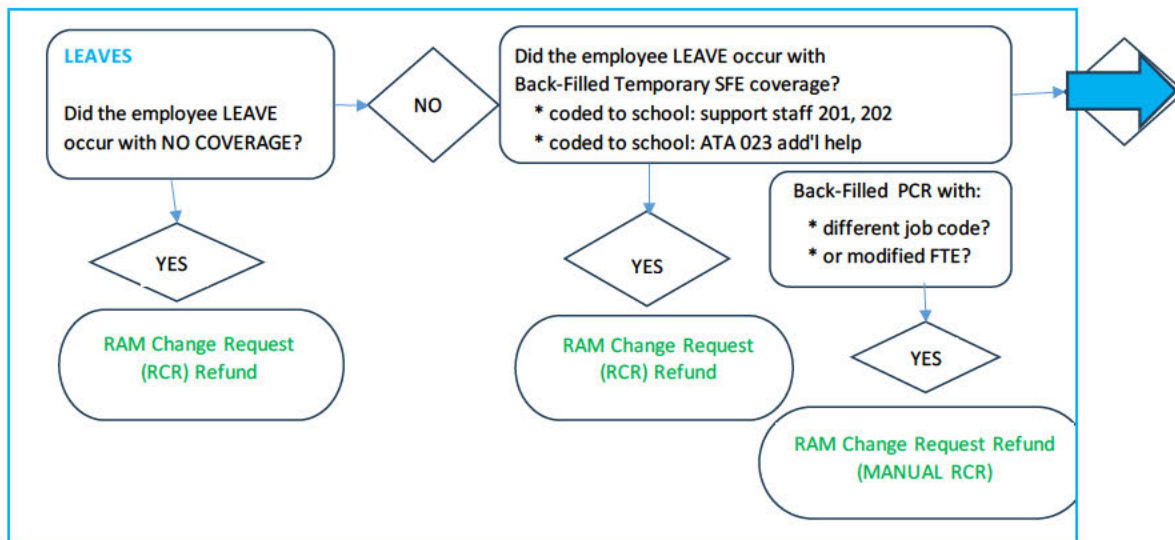 LEAVES
Did the employee LEAVE
occur with NO COVERAGE?
NO
Did the employee LEAVE occur with
Back-Filled Temporary SFE coverage?
* coded to school: support staff 201, 202
* coded to school: ATA 023 add'l help
Back-Filled PCR with:
* different job code?
* or modified FTE?
YES
YES
YES
RAM Change Request
(RCR) Refund
RAM Change Request
(RCR) Refund
RAM Change Request Refund
(MANUAL RCR)